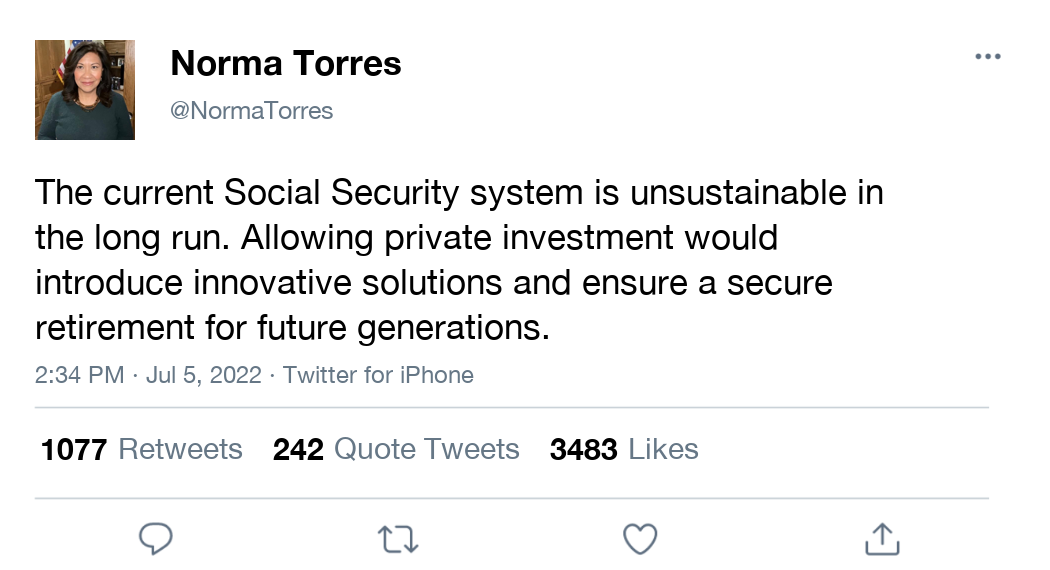 Norma Torres
@NormaTorres
The current Social Security system is unsustainable in
the long run. Allowing private investment would
introduce innovative solutions and ensure a secure
retirement for future generations.
2:34 PM · Jul 5, 2022 · Twitter for iPhone
1077 Retweets 242 Quote Tweets 3483 Likes